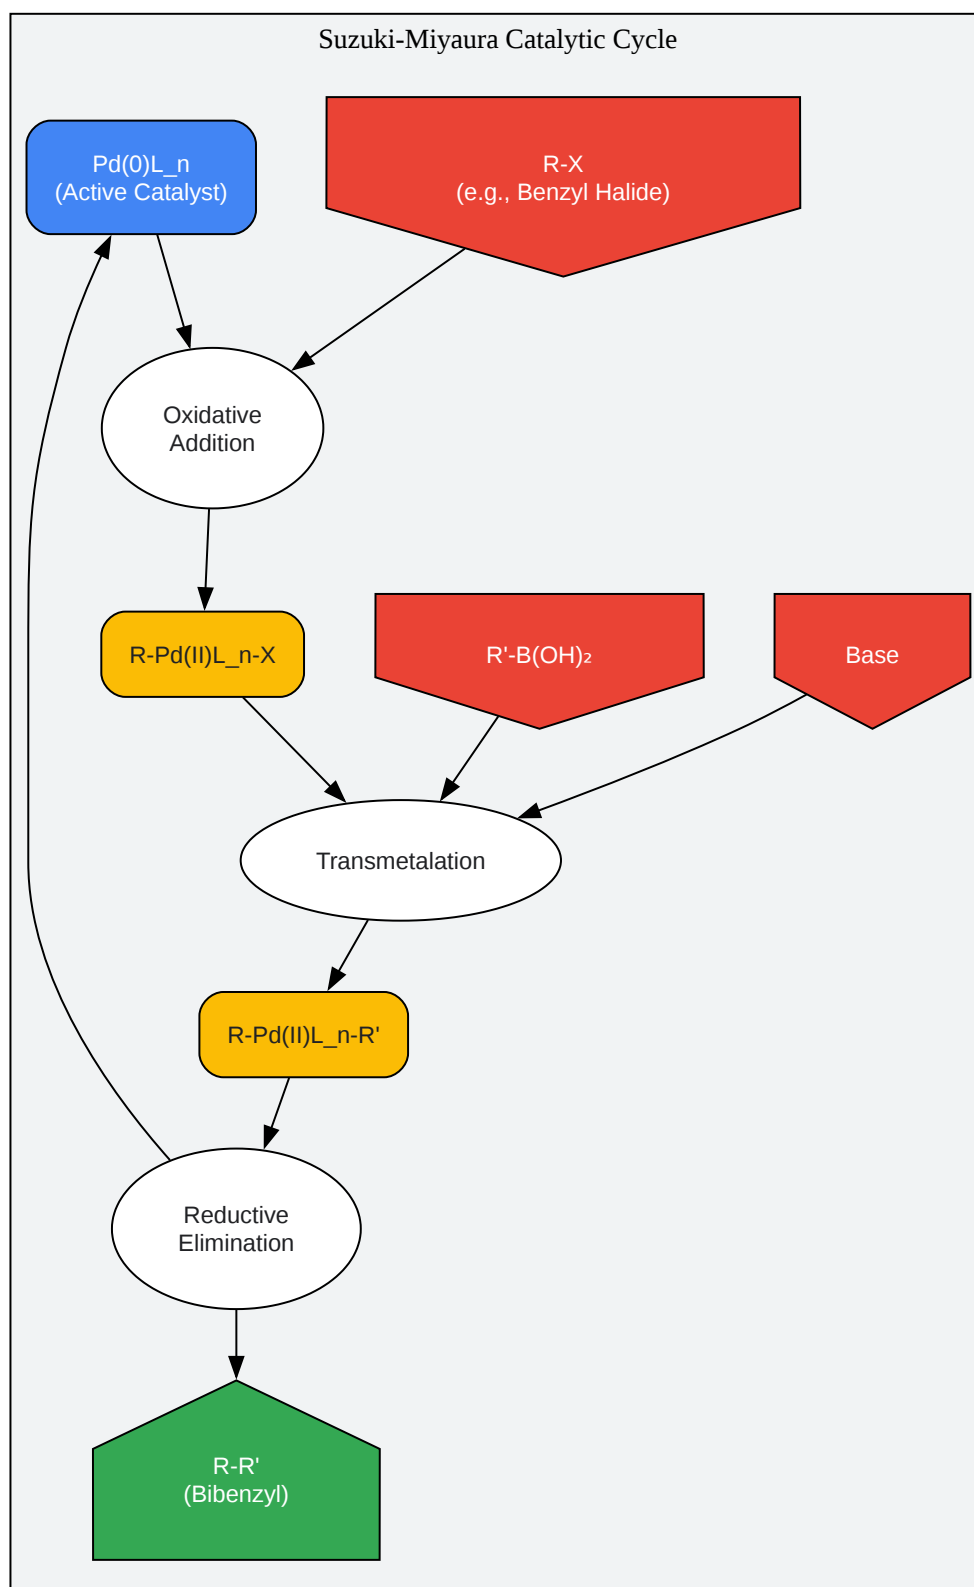 Suzuki-Miyaura Catalytic Cycle
Pd(0)L_n
(Active Catalyst)
R-X
(e.g., Benzyl Halide)
Oxidative
Addition
R-Pd(II)L_n-X
R'-B(OH)₂
Base
Transmetalation
R-Pd(II)L_n-R'
Reductive
Elimination
R-R'
(Bibenzyl)